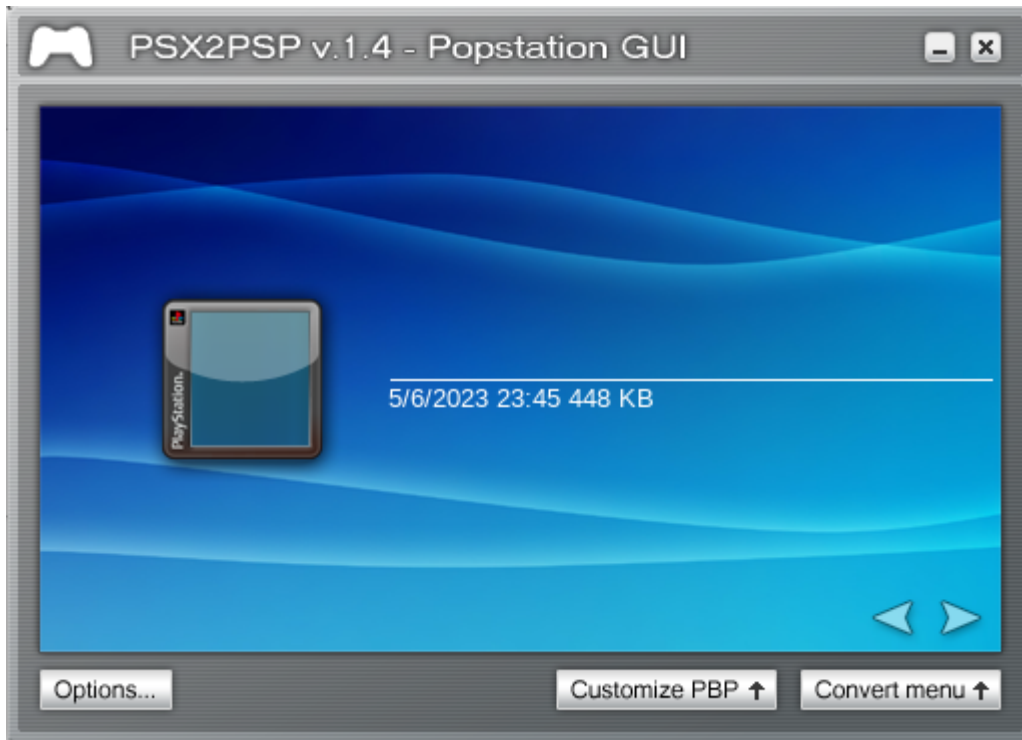 PSX2PSP v.1.4 - Popstation GUI
PlayStation.
5/6/2023 23:45 448 KB
Options...
Customize PBP ↑
Convert menu ↑